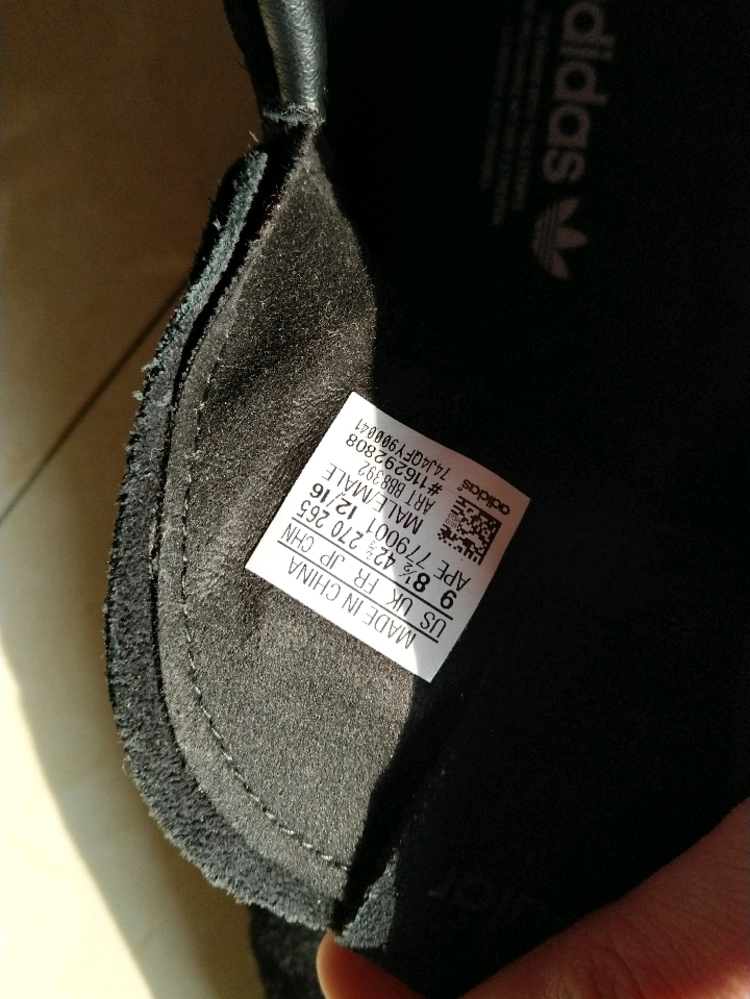 adidas
MADE IN CHINA
US UK FR JP CHN
9 8½ 42⅔ 270 265
APE 779001 12/16
MALE/MALE
ART BB8392
#116292808
74J4QFY900041
adidas